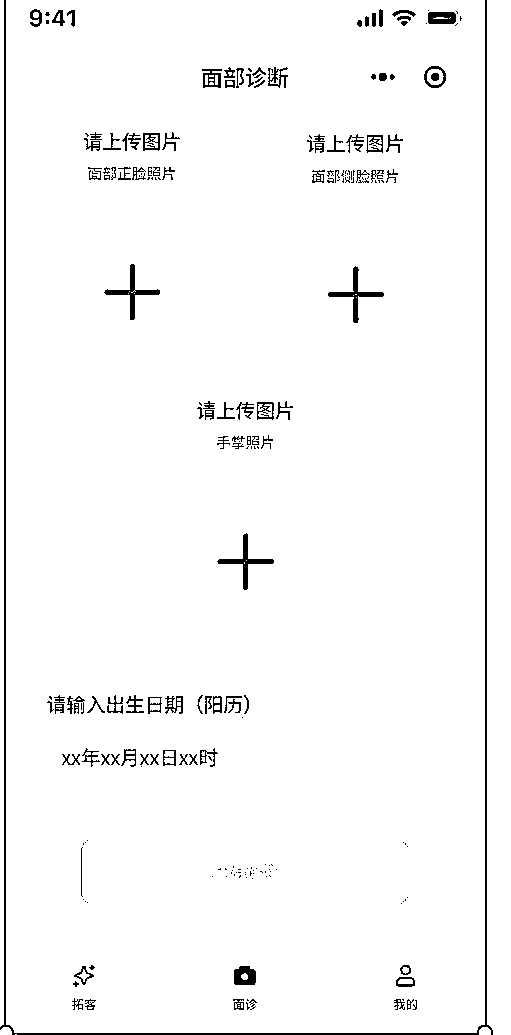 9:41
面部诊断
请上传图片
面部正脸照片
请上传图片
面部侧脸照片
请上传图片
手掌照片
请输入出生日期（阳历）
xx年xx月xx日xx时
拓客
面诊
我的